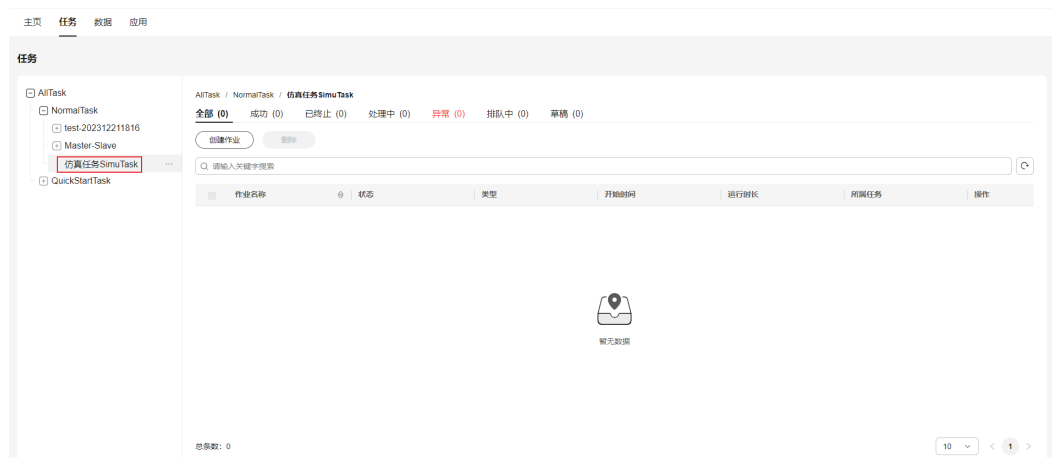 主页 任务 数据 应用
任务
AllTask
NormalTask
test-202312211816
Master-Slave
仿真任务SimuTask ...
QuickStartTask
AllTask / NormalTask / 仿真任务SimuTask
全部 (0) 成功 (0) 已终止 (0) 处理中 (0) 异常 (0) 排队中 (0) 草稿 (0)
创建作业 删除
请输入关键字搜索
作业名称 状态 类型 开始时间 运行时长 所属任务 操作
暂无数据
总条数: 0 10 < 1 >